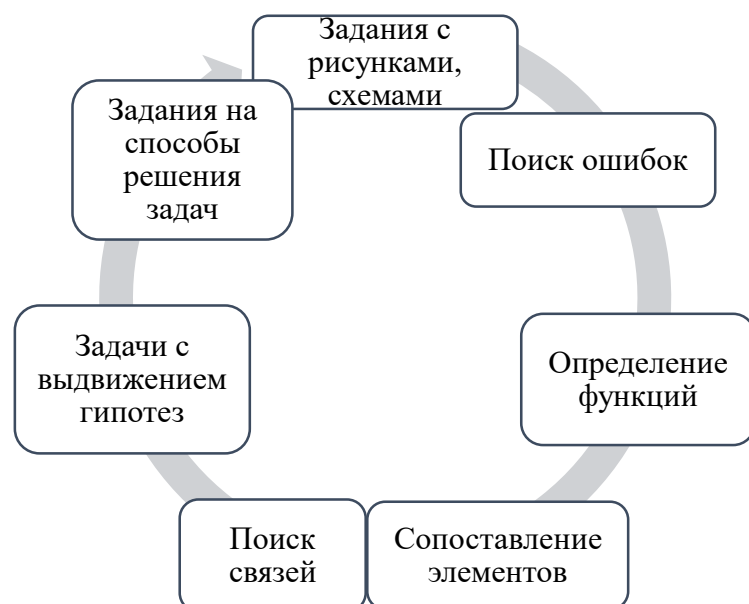 Задания с
рисунками,
схемами
Поиск ошибок
Определение
функций
Сопоставление
элементов
Поиск
связей
Задачи с
выдвижением
гипотез
Задания на
способы
решения
задач